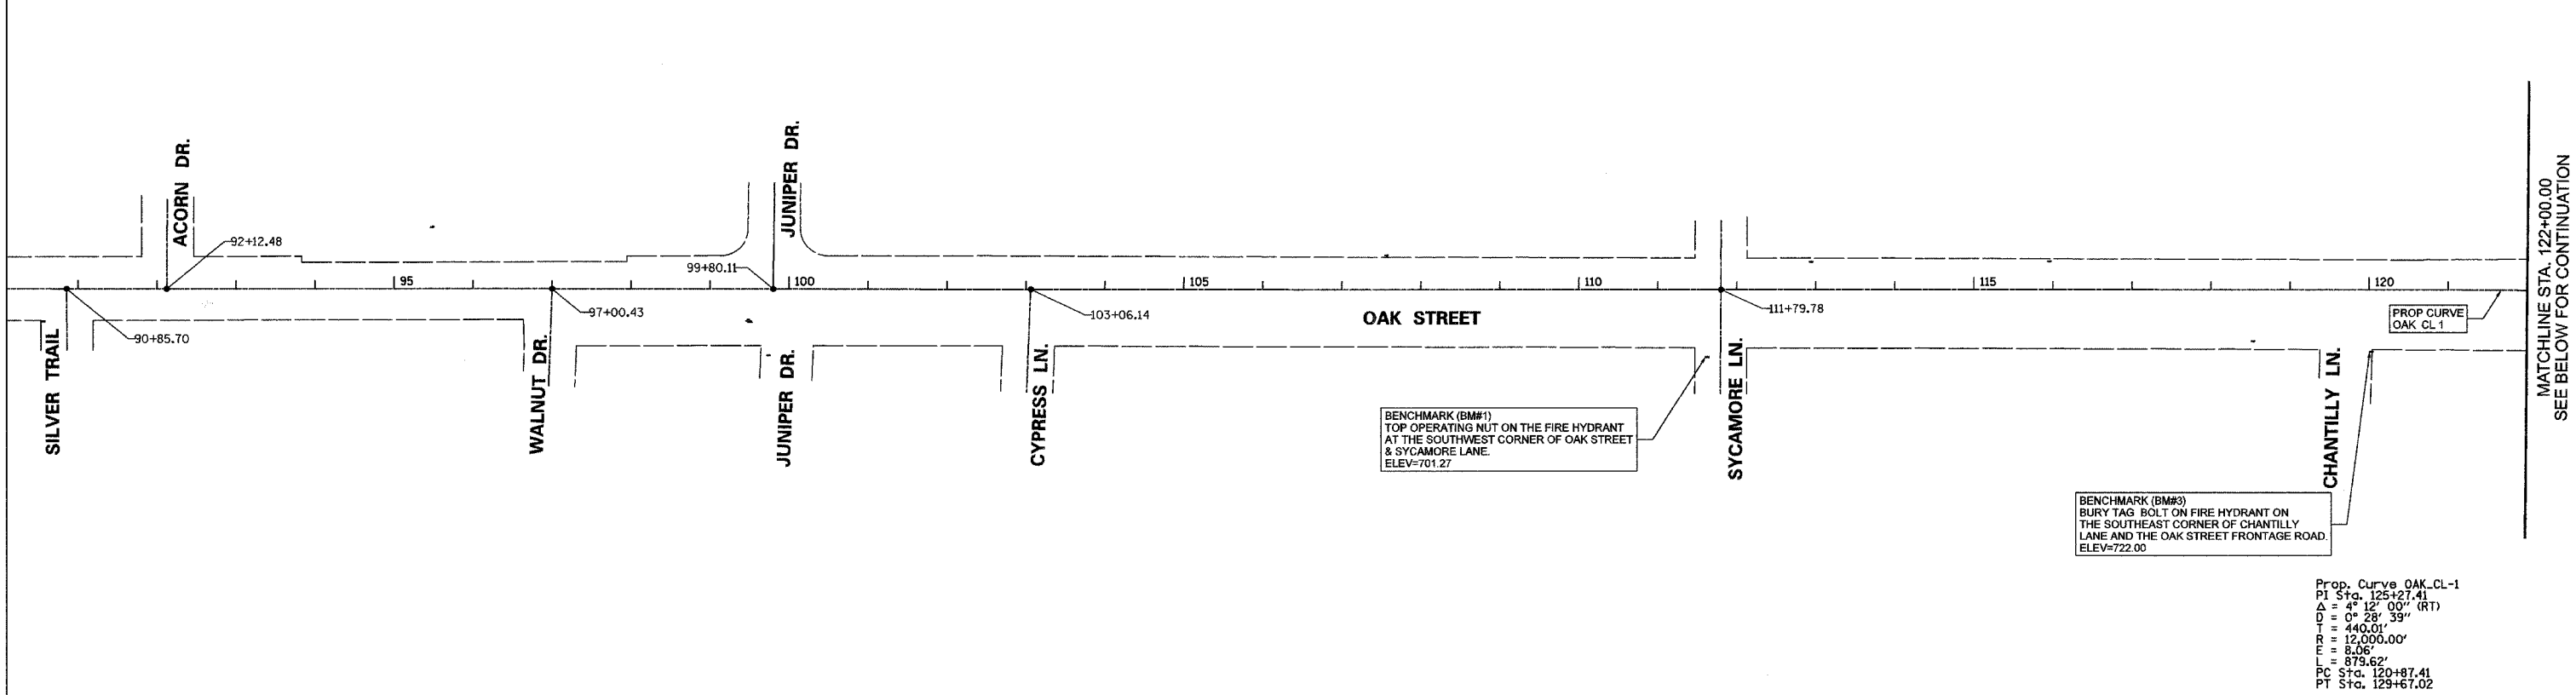 ACORN DR.
JUNIPER DR.
92+12.48
99+80.11
95
100
105
110
115
120
90+85.70
97+00.43
103+06.14
OAK STREET
111+79.78
PROP CURVE
OAK CL 1
SILVER TRAIL
WALNUT DR.
JUNIPER DR.
CYPRESS LN.
SYCAMORE LN.
CHANTILLY LN.
MATCHLINE STA. 122+00.00
SEE BELOW FOR CONTINUATION
BENCHMARK (BM#1)
TOP OPERATING NUT ON THE FIRE HYDRANT
AT THE SOUTHWEST CORNER OF OAK STREET
& SYCAMORE LANE.
ELEV=701.27
BENCHMARK (BM#3)
BURY TAG BOLT ON FIRE HYDRANT ON
THE SOUTHEAST CORNER OF CHANTILLY
LANE AND THE OAK STREET FRONTAGE ROAD.
ELEV=722.00
Prop. Curve OAK_CL-1
PI Sta. 125+27.41
Δ = 4° 12' 00" (RT)
D = 0° 28' 39"
T = 440.01'
R = 12,000.00'
E = 8.06'
L = 879.62'
PC Sta. 120+87.41
PT Sta. 129+67.02